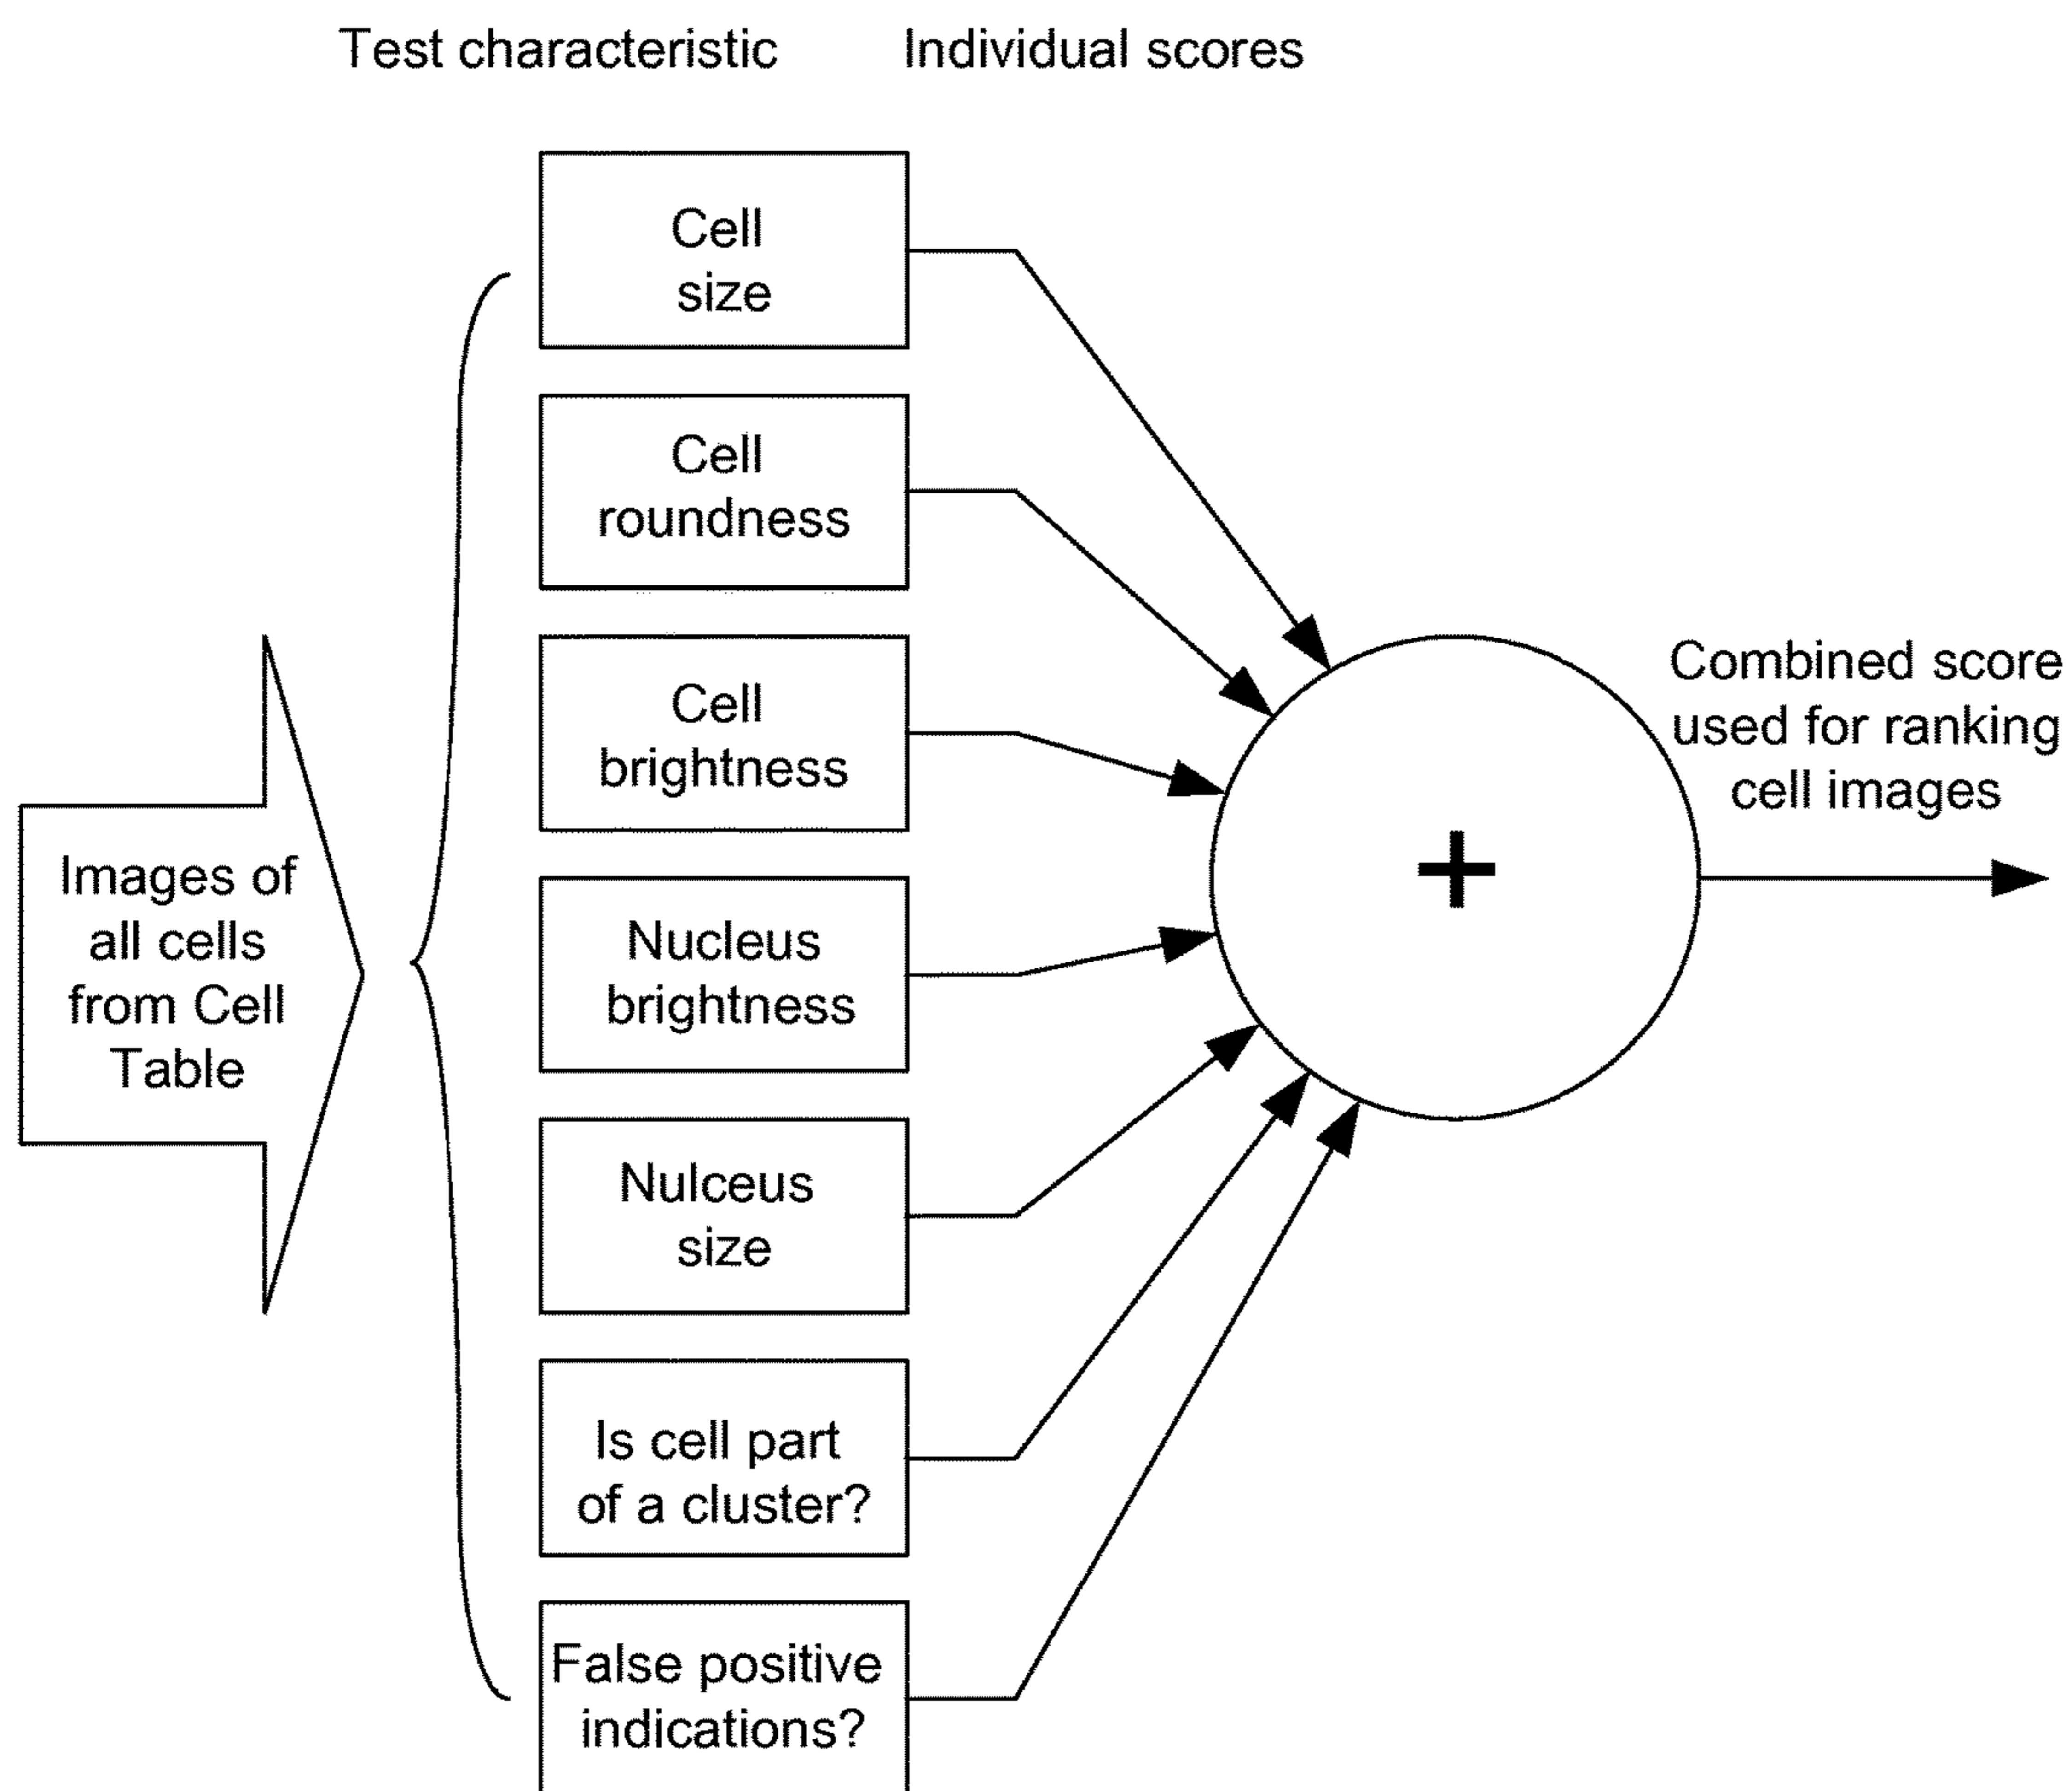 Test characteristic
Individual scores
Images of
all cells
from Cell
Table
Cell
size
Cell
roundness
Cell
brightness
Nucleus
brightness
Nulceus
size
Is cell part
of a cluster?
False positive
indications?
+
Combined score
used for ranking
cell images